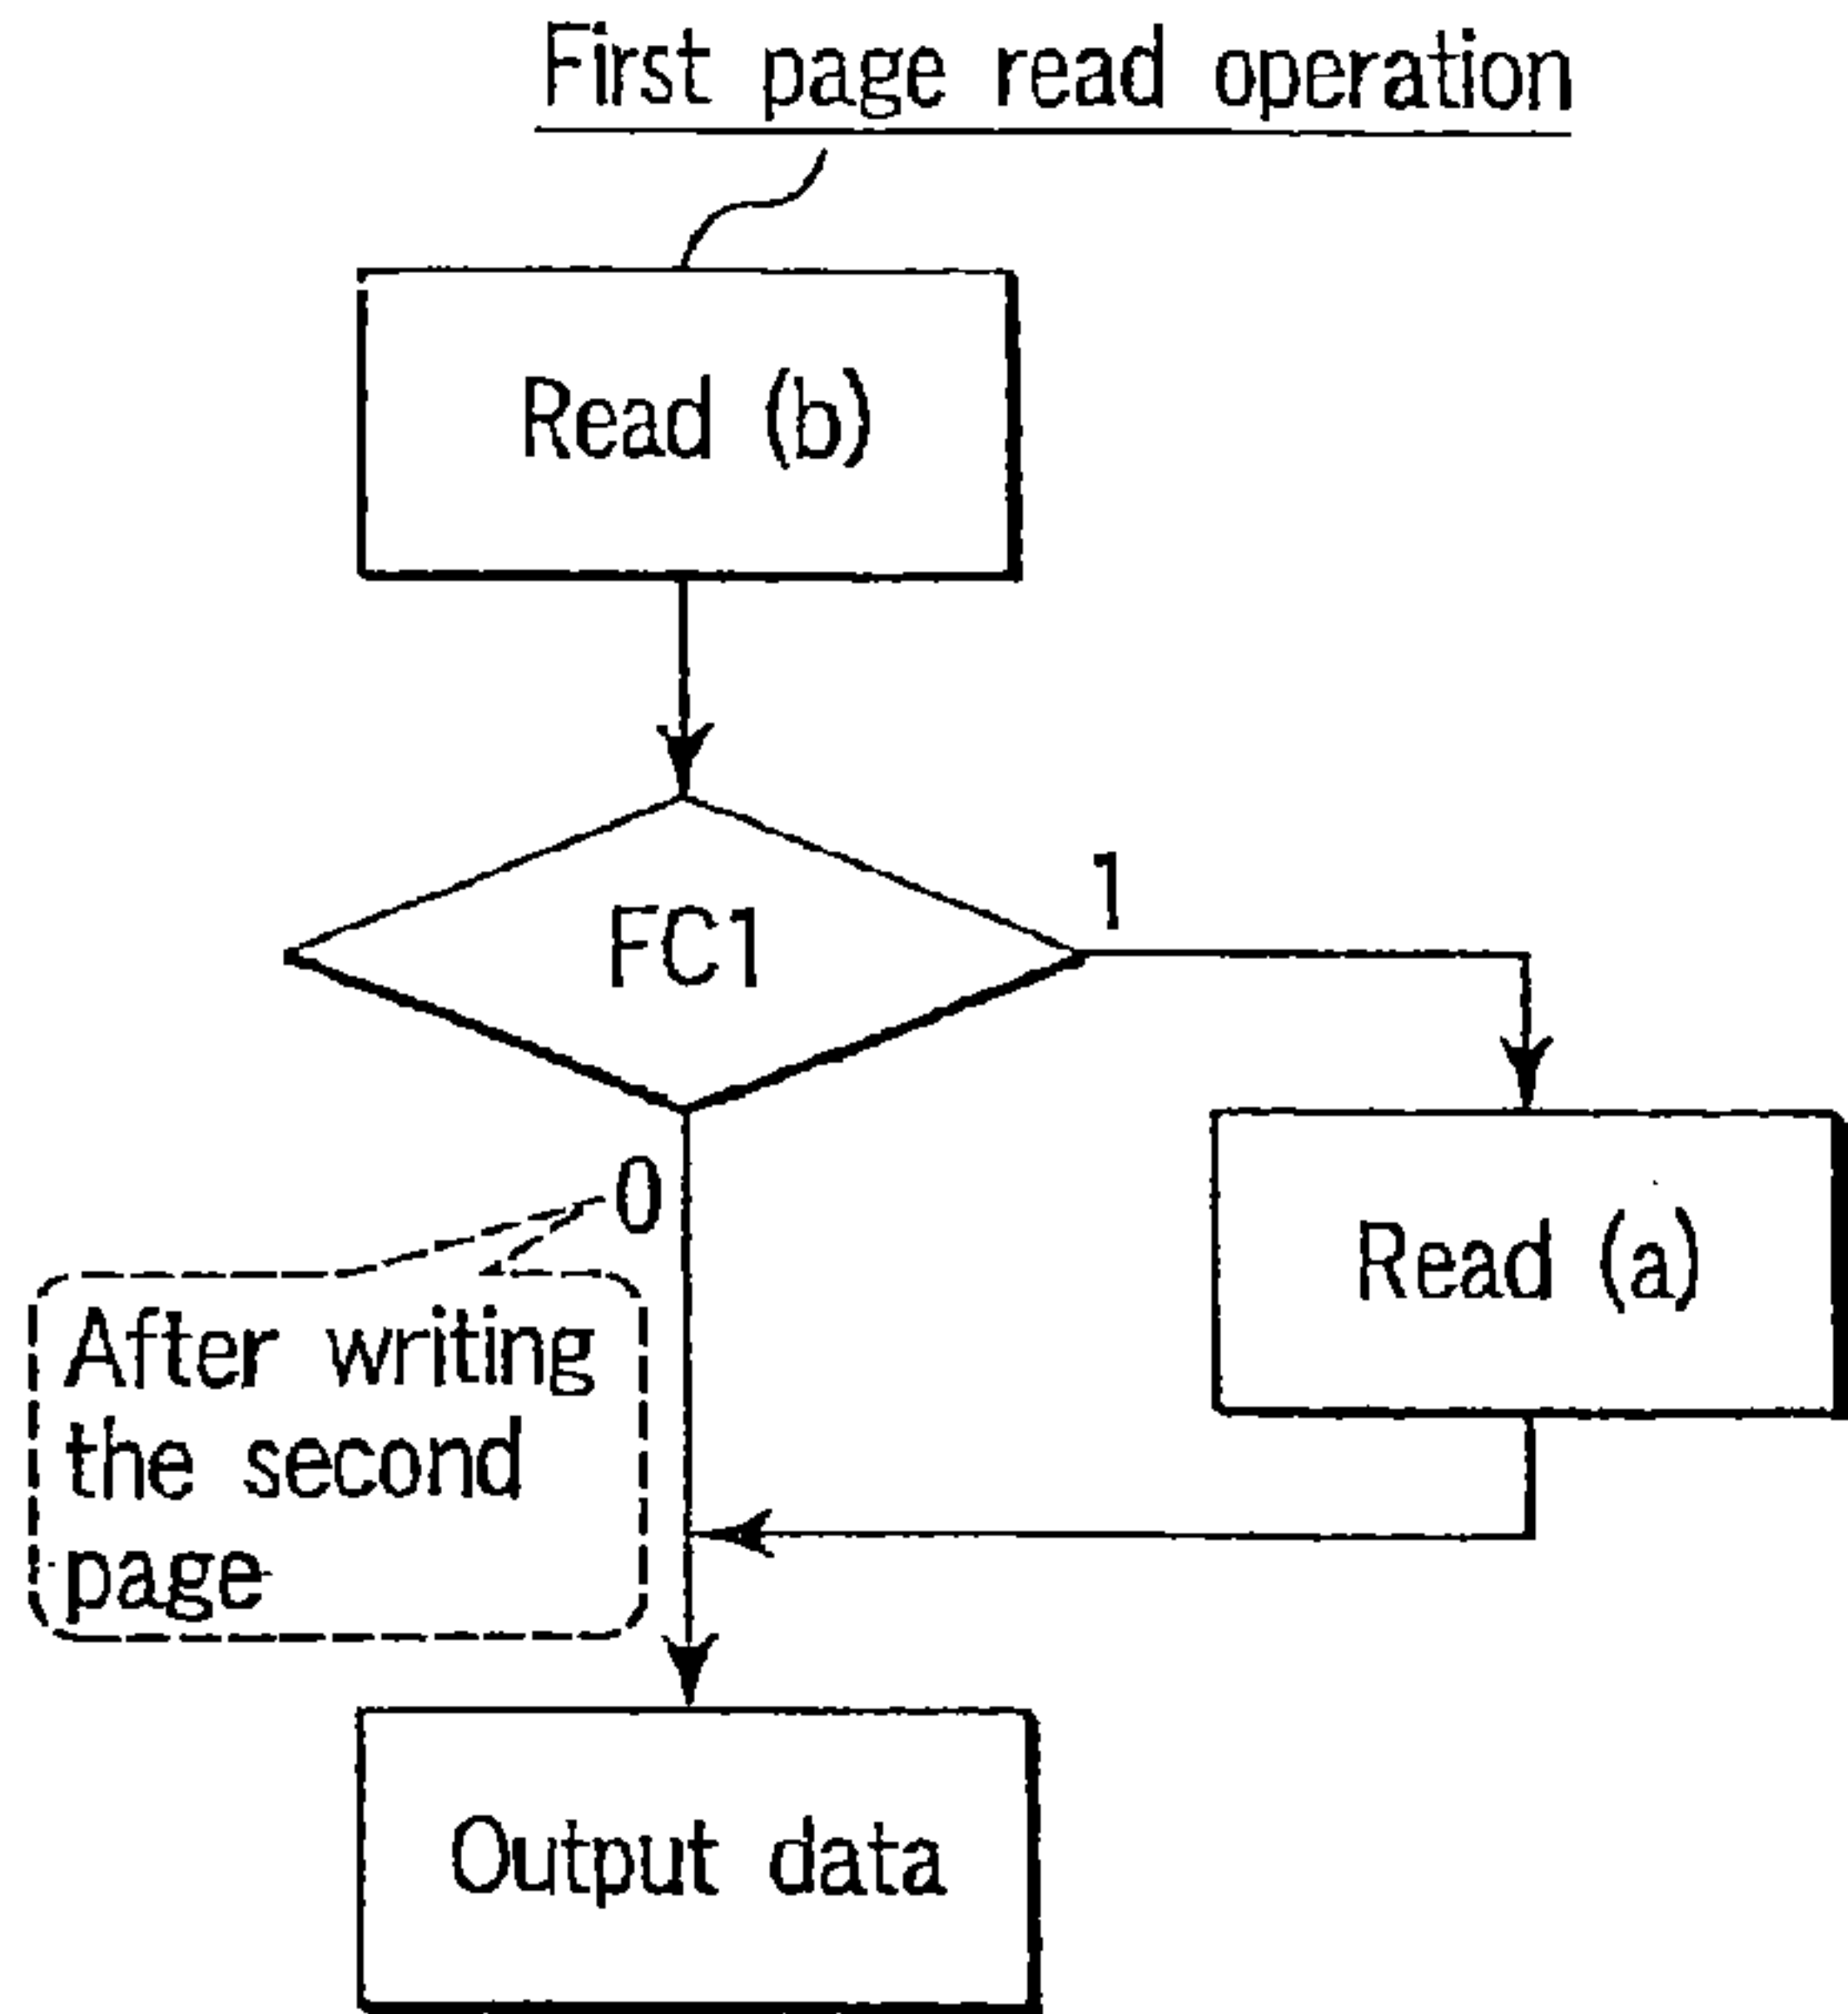 First page read operation
Read (b)
FC1
1
0
Read (a)
After writing
the second
page
Output data